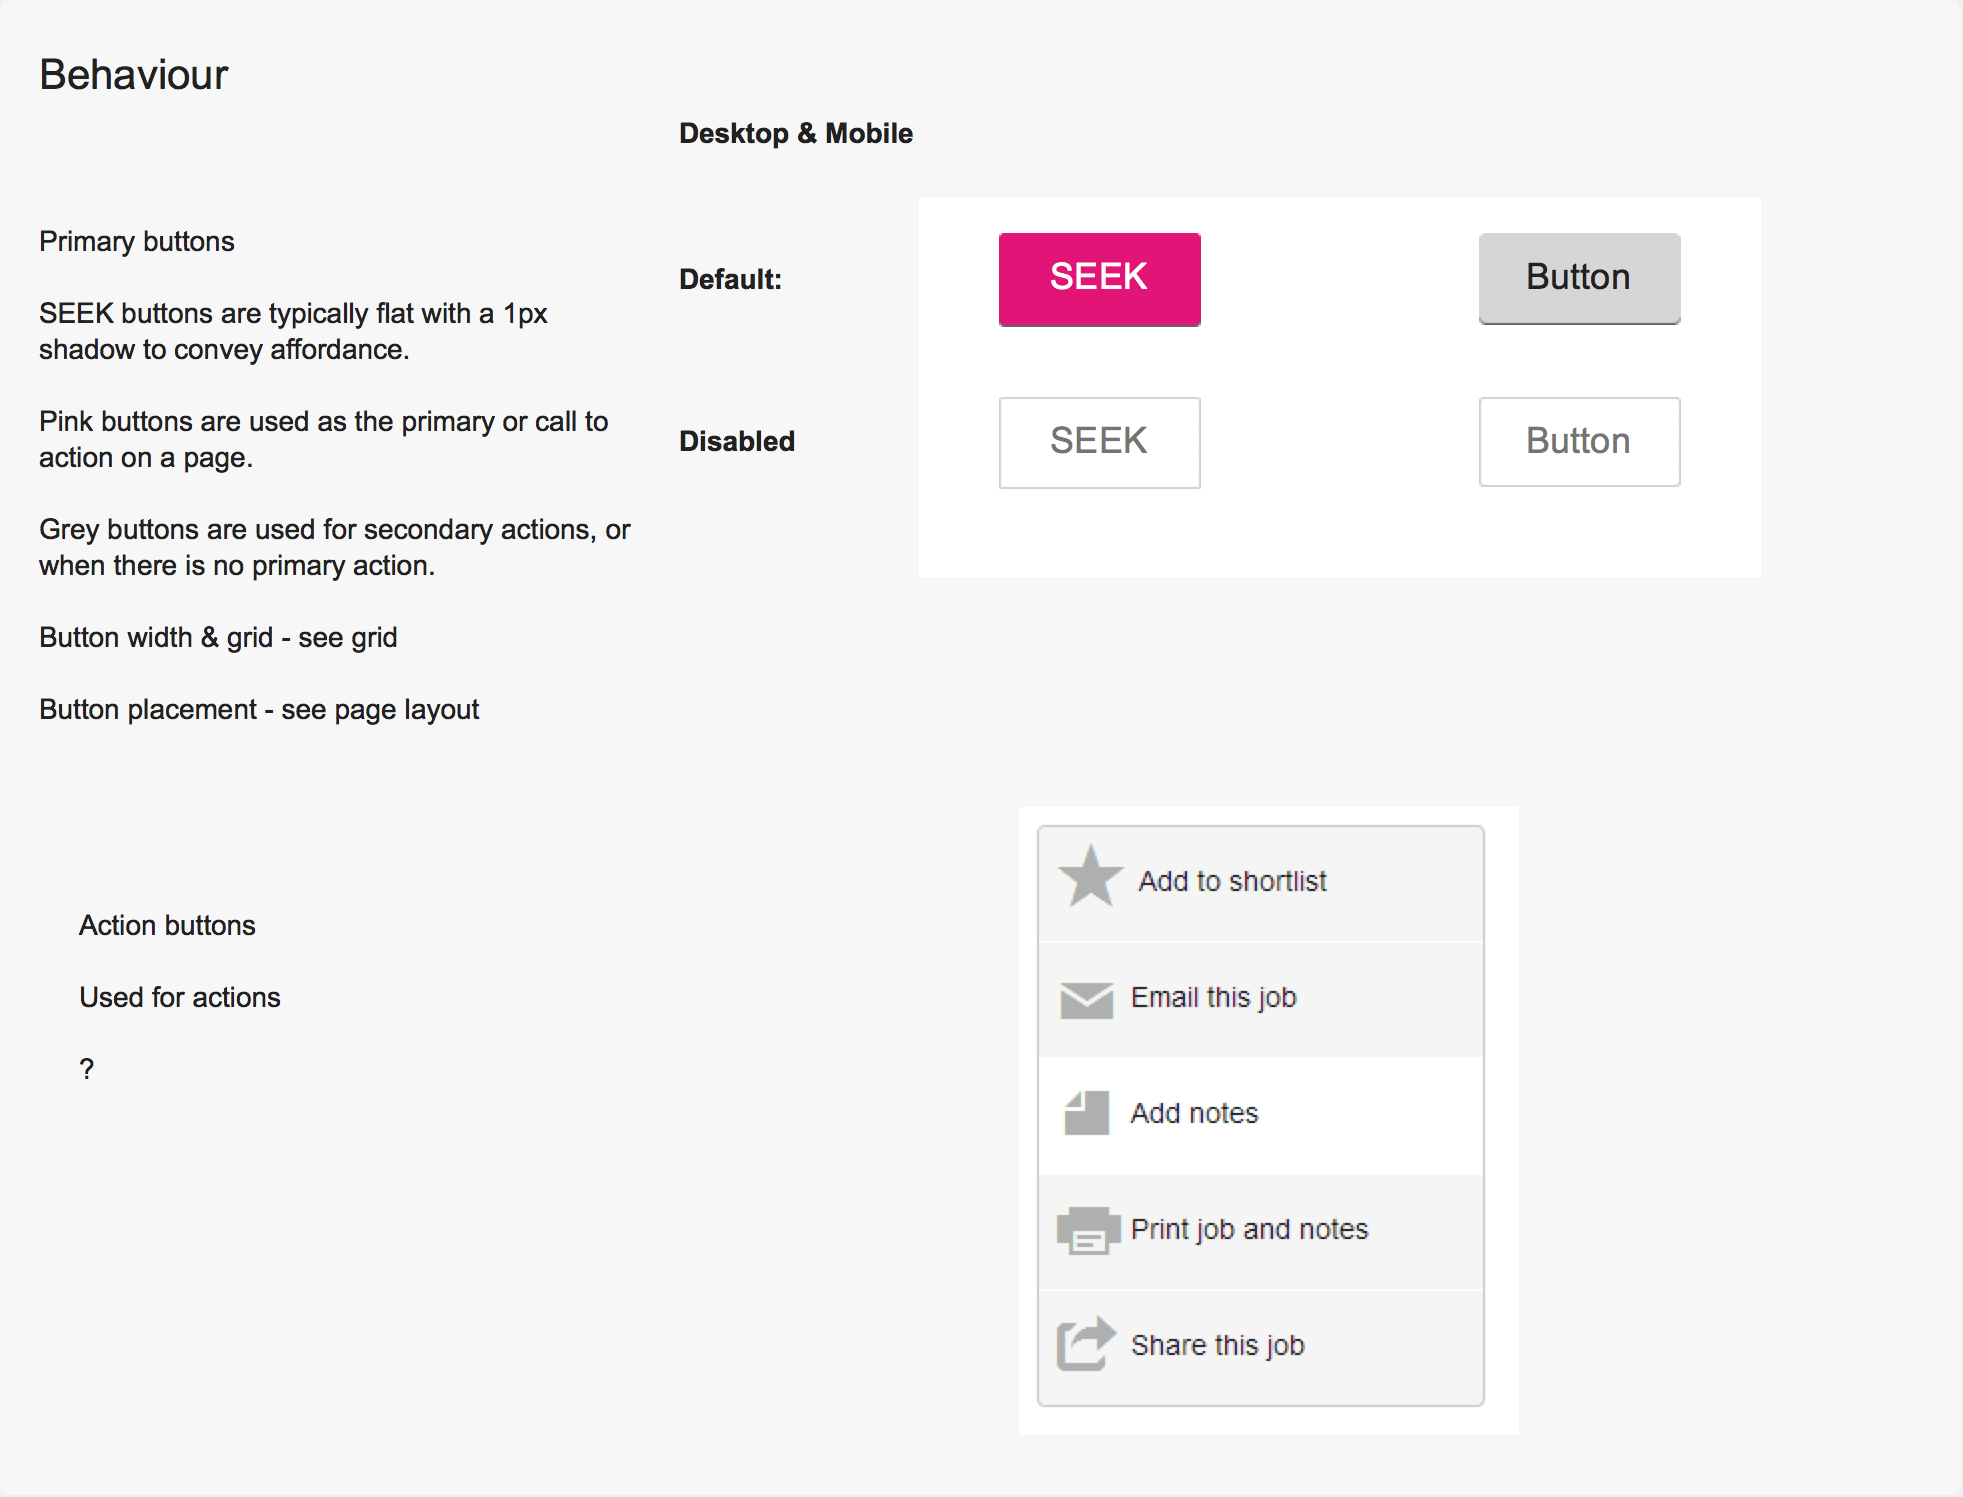 Behaviour
Desktop & Mobile
Primary buttons
SEEK buttons are typically flat with a 1px
shadow to convey affordance.
Pink buttons are used as the primary or call to
action on a page.
Grey buttons are used for secondary actions, or
when there is no primary action.
Button width & grid - see grid
Button placement - see page layout
Default:
SEEK
Button
Disabled
SEEK
Button
Action buttons
Used for actions
?
Add to shortlist
Email this job
Add notes
Print job and notes
Share this job